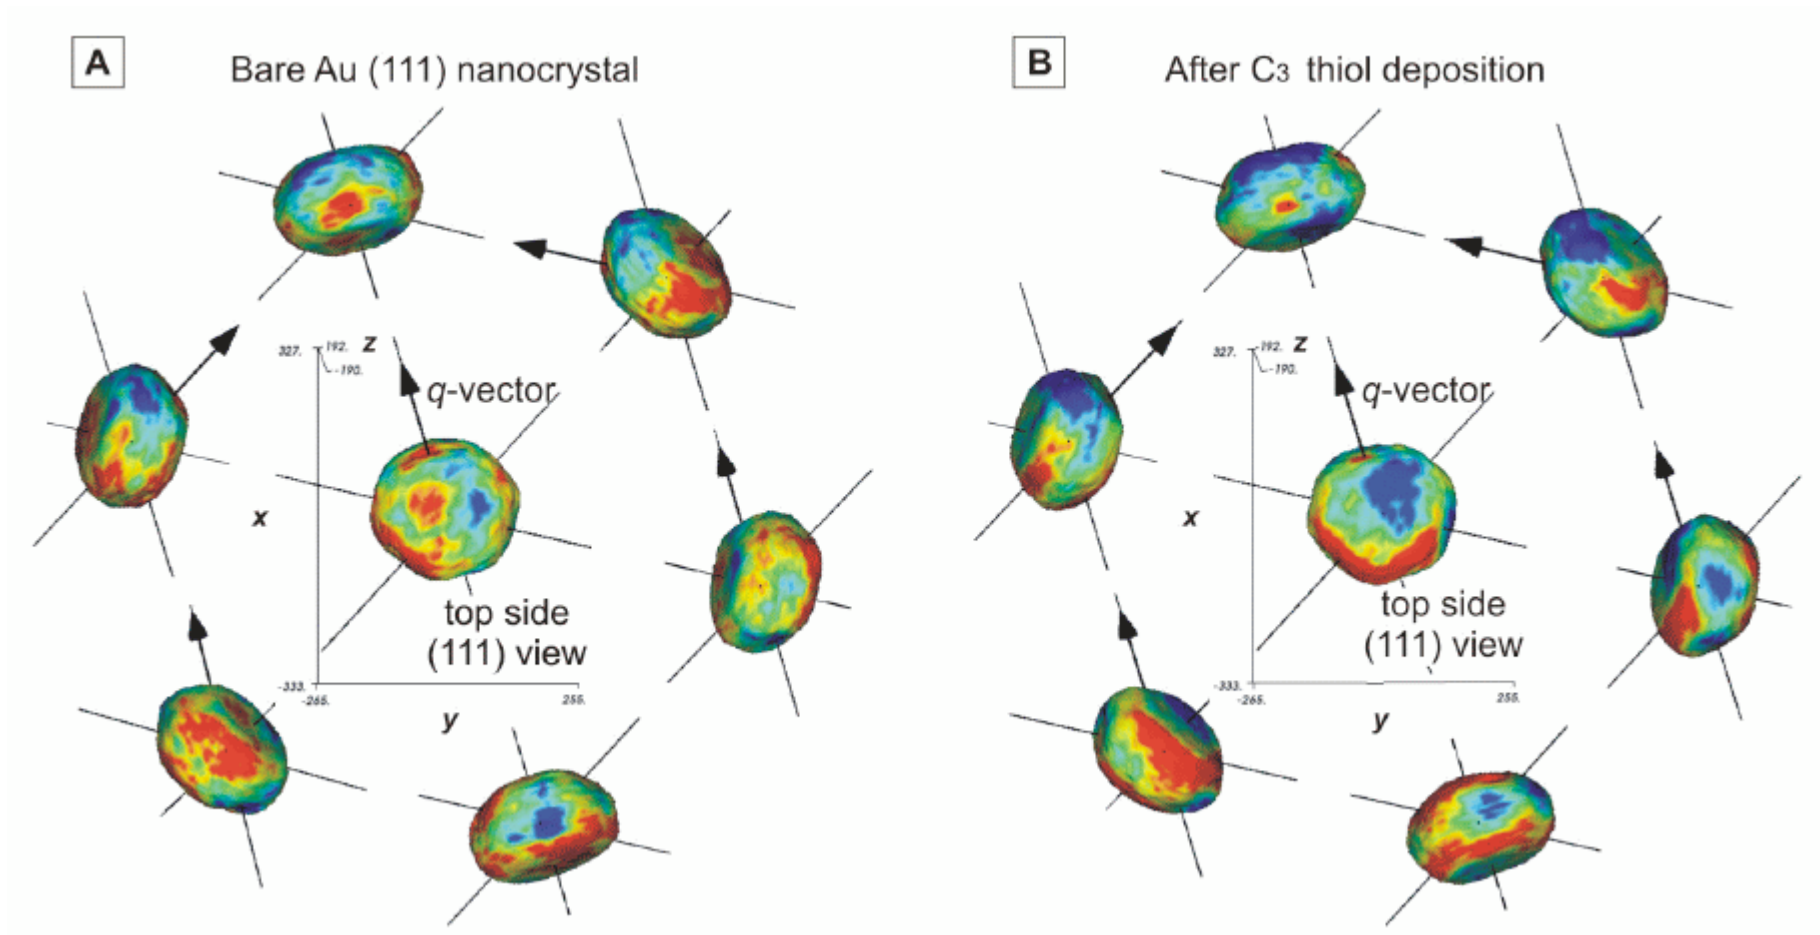 A
Bare Au (111) nanocrystal
327.
192.
-190.
z
q-vector
x
top side
(111) view
-333.
-265.
255.
y
B
After C3 thiol deposition
327.
-192.
-190.
z
q-vector
x
top side
(111) view
-333.
-265.
255.
y